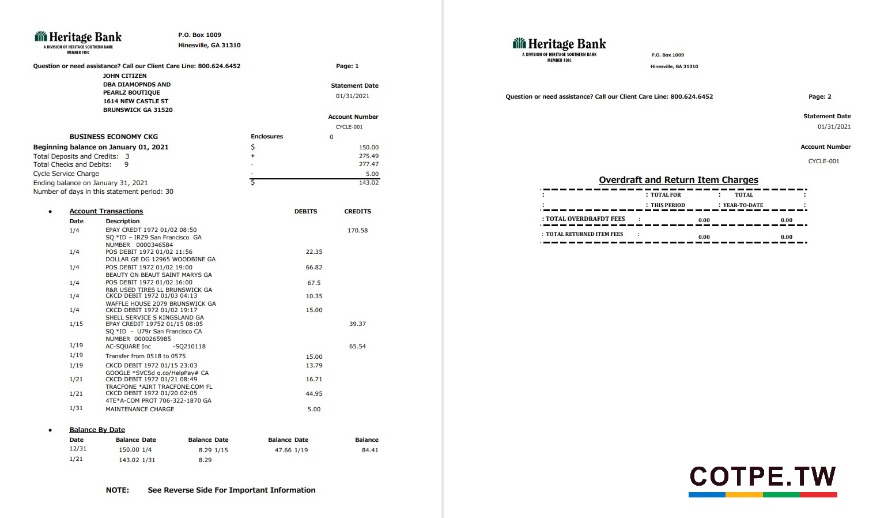 Heritage Bank
A DIVISION OF HERITAGE SOUTHERN BANK
MEMBER FDIC
P.O. Box 1009
Hinesville, GA 31310
Question or need assistance? Call our Client Care Line: 800.624.6452
Page: 1
JOHN CITIZEN
DBA DIAMOPNDS AND
PEARLZ BOUTIQUE
1614 NEW CASTLE ST
BRUNSWICK GA 31520
Statement Date
01/31/2021
Account Number
CYCLE-001
BUSINESS ECONOMY CKG Enclosures 0
Beginning balance on January 01, 2021 $ 150.00
Total Deposits and Credits: 3 + 275.49
Total Checks and Debits: 9 - 277.47
Cycle Service Charge - 5.00
Ending balance on January 31, 2021 $ 143.02
Number of days in this statement period: 30
• Account Transactions DEBITS CREDITS
Date Description
1/4 EPAY CREDT 1972 01/02 08:50 170.58
SQ *ID – IRZ9 San Francisco GA
NUMBER 0000346584
1/4 POS DEBIT 1972 01/02 11:56 22.35
DOLLAR GE DG 12965 WOODBINE GA
1/4 POS DEBIT 1972 01/02 19:00 66.82
BEAUTY ON BEAUT SAINT MARYS GA
1/4 POS DEBIT 1972 01/02 16:00 67.5
R&R USED TIRES LL BRUNSWICK GA
1/4 CKCD DEBIT 1972 01/03 04:13 10.35
WAFFLE HOUSE 2079 BRUNSWICK GA
1/4 CKCD DEBIT 1972 01/02 19:17 15.00
SHELL SERVICE S KINGSLAND GA
1/15 EPAY CREDIT 19752 01/15 08:05 39.37
SQ *ID - U79r San Francisco CA
NUMBER 0000265985
1/19 AC-SQUARE Inc -SQ210118 65.54
1/19 Transfer from 0518 to 0575 15.00
1/19 CKCD DEBIT 1972 01/15 23:03 13.79
GOOGLE *SVCSd g.co/HelpPay# CA
1/21 CKCD DEBIT 1972 01/21 08:49 16.71
TRACFONE *AIRT TRACFONE.COM FL
1/21 CKCD DEBIT 1972 01/20 02:05 44.95
4TE*A-COM PROT 706-322-1870 GA
1/31 MAINTENANCE CHARGE 5.00
• Balance By Date
Date Balance Date Balance Date Balance Date Balance
12/31 150.00 1/4 8.29 1/15 47.66 1/19 84.41
1/21 143.02 1/31 8.29
NOTE: See Reverse Side For Important Information
Heritage Bank
A DIVISION OF HERITAGE SOUTHERN BANK
MEMBER FDIC
P.O. Box 1009
Hinesville, GA 31310
Question or need assistance? Call our Client Care Line: 800.624.6452
Page: 2
Statement Date
01/31/2021
Account Number
CYCLE-001
Overdraft and Return Item Charges
: : TOTAL FOR : TOTAL :
: : THIS PERIOD : YEAR-TO-DATE :
: TOTAL OVERDRAFDT FEES : 0.00 0.00
: TOTAL RETURNED ITEM FEES : 0.00 0.00
COTPE.TW